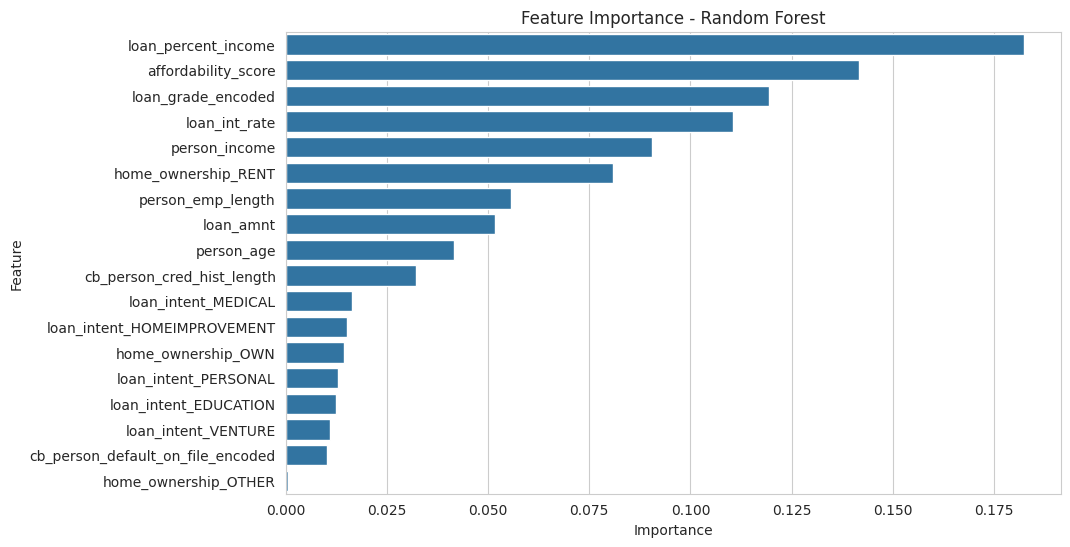 Feature Importance - Random Forest
Feature
loan_percent_income
affordability_score
loan_grade_encoded
loan_int_rate
person_income
home_ownership_RENT
person_emp_length
loan_amnt
person_age
cb_person_cred_hist_length
loan_intent_MEDICAL
loan_intent_HOMEIMPROVEMENT
home_ownership_OWN
loan_intent_PERSONAL
loan_intent_EDUCATION
loan_intent_VENTURE
cb_person_default_on_file_encoded
home_ownership_OTHER
0.000 0.025 0.050 0.075 0.100 0.125 0.150 0.175
Importance